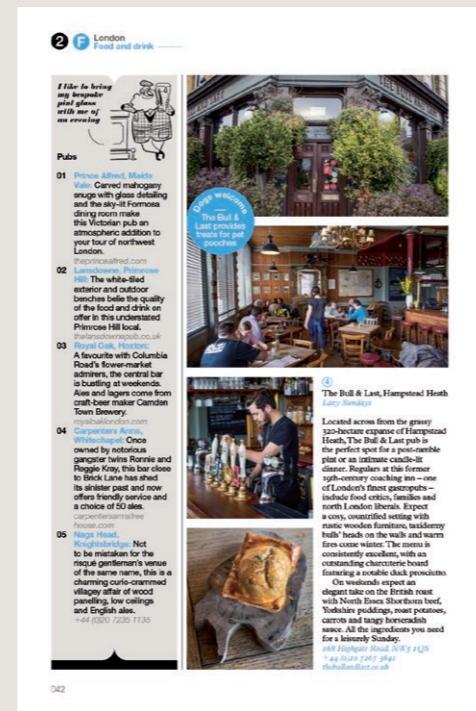 2 F London
Food and drink
I like to bring
my bespoke
pint glass
with me of
an evening
Pubs
01 Prince Alfred, Maida
Vale: Carved mahogany
snugs with glass detailing
and the sky-lit Formosa
dining room make
this Victorian pub an
atmospheric addition to
your tour of northwest
London.
theprincealfred.com
02 Lansdowne, Primrose
Hill: The white-tiled
exterior and outdoor
benches belie the quality
of the food and drink on
offer in this understated
Primrose Hill local.
thelansdownepub.co.uk
03 Royal Oak, Hoxton:
A favourite with Columbia
Road's flower-market
admirers, the central bar
is bustling at weekends.
Ales and lagers come from
craft-beer maker Camden
Town Brewery.
royaloaklondon.com
04 Carpenters Arms,
Whitechapel: Once
owned by notorious
gangster twins Ronnie and
Reggie Kray, this bar close
to Brick Lane has shed
its sinister past and now
offers friendly service and
a choice of 50 ales.
carpentersarmsfree
house.com
05 Nags Head,
Knightsbridge: Not
to be mistaken for the
risqué gentleman's venue
of the same name, this is a
charming curio-crammed
villagey affair of wood
panelling, low ceilings
and English ales.
+44 (0)20 7235 1135
Dogs welcome
The Bull &
Last provides
treats for pet
pooches
4
The Bull & Last, Hampstead Heath
Lazy Sundays
Located across from the grassy
320-hectare expanse of Hampstead
Heath, The Bull & Last pub is
the perfect spot for a post-ramble
pint or an intimate candle-lit
dinner. Regulars at this former
19th-century coaching inn – one
of London's finest gastropubs –
include food critics, families and
north London liberals. Expect
a cosy, countrified setting with
rustic wooden furniture, taxidermy
bulls' heads on the walls and warm
fires come winter. The menu is
consistently excellent, with an
outstanding charcuterie board
featuring a notable duck prosciutto.
On weekends expect an
elegant take on the British roast
with North Essex Shorthorn beef,
Yorkshire puddings, roast potatoes,
carrots and tangy horseradish
sauce. All the ingredients you need
for a leisurely Sunday.
168 Highgate Road, NW5 1QS
+44 (0)20 7267 3641
thebullandlast.co.uk
042